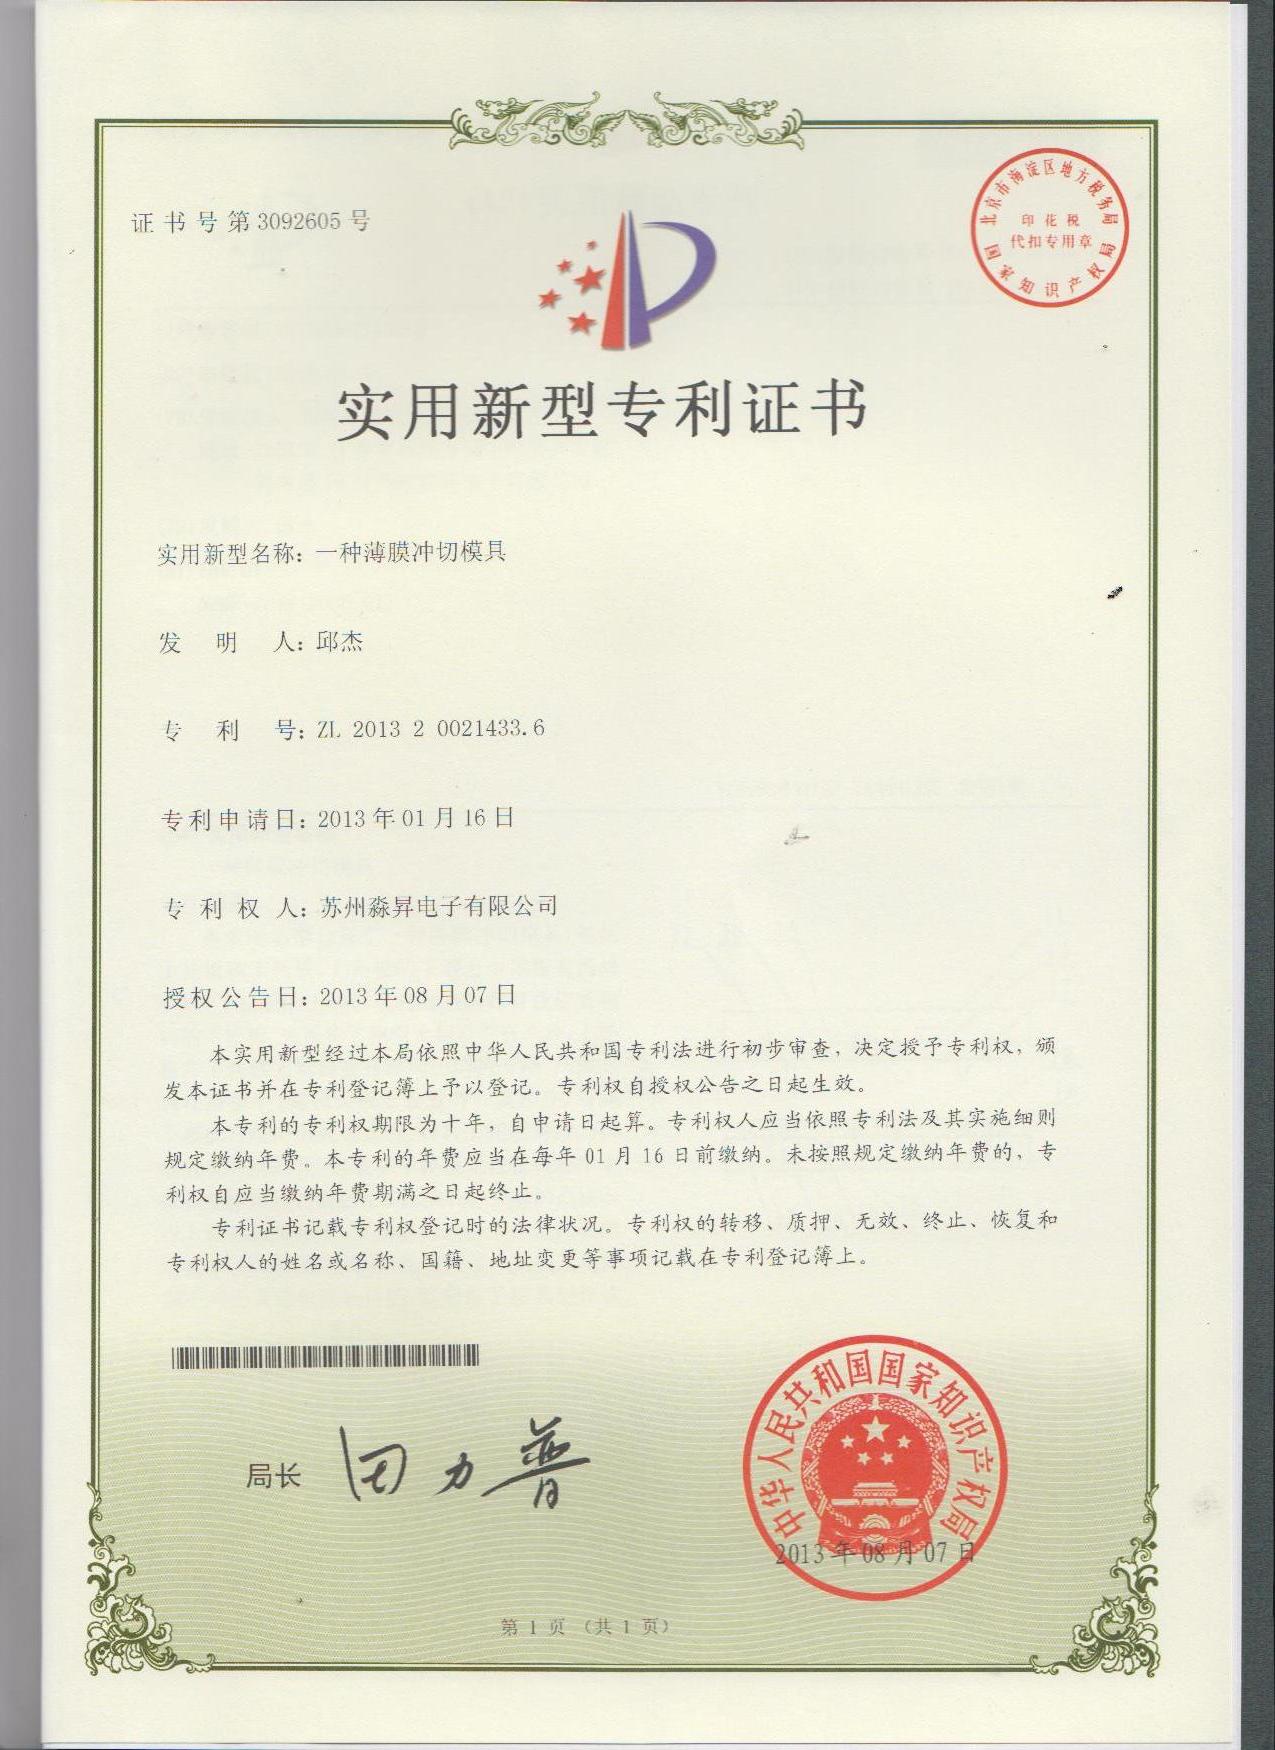 证书号第3092605号
北京市海淀区地方税务局
印花税
代扣专用章
国家知识产权局
实用新型专利证书
实用新型名称：一种薄膜冲切模具
发明人：邱杰
专利号：ZL 2013 2 0021433.6
专利申请日：2013年01月16日
专利权人：苏州淼昇电子有限公司
授权公告日：2013年08月07日
本实用新型经过本局依照中华人民共和国专利法进行初步审查，决定授予专利权，颁
发本证书并在专利登记簿上予以登记。专利权自授权公告之日起生效。
本专利的专利权期限为十年，自申请日起算。专利权人应当依照专利法及其实施细则
规定缴纳年费。本专利的年费应当在每年01月16日前缴纳。未按照规定缴纳年费的，专
利权自应当缴纳年费期满之日起终止。
专利证书记载专利权登记时的法律状况。专利权的转移、质押、无效、终止、恢复和
专利权人的姓名或名称、国籍、地址变更等事项记载在专利登记簿上。
局长 田力普
中华人民共和国国家知识产权局
2013年08月07日
第1页（共1页）